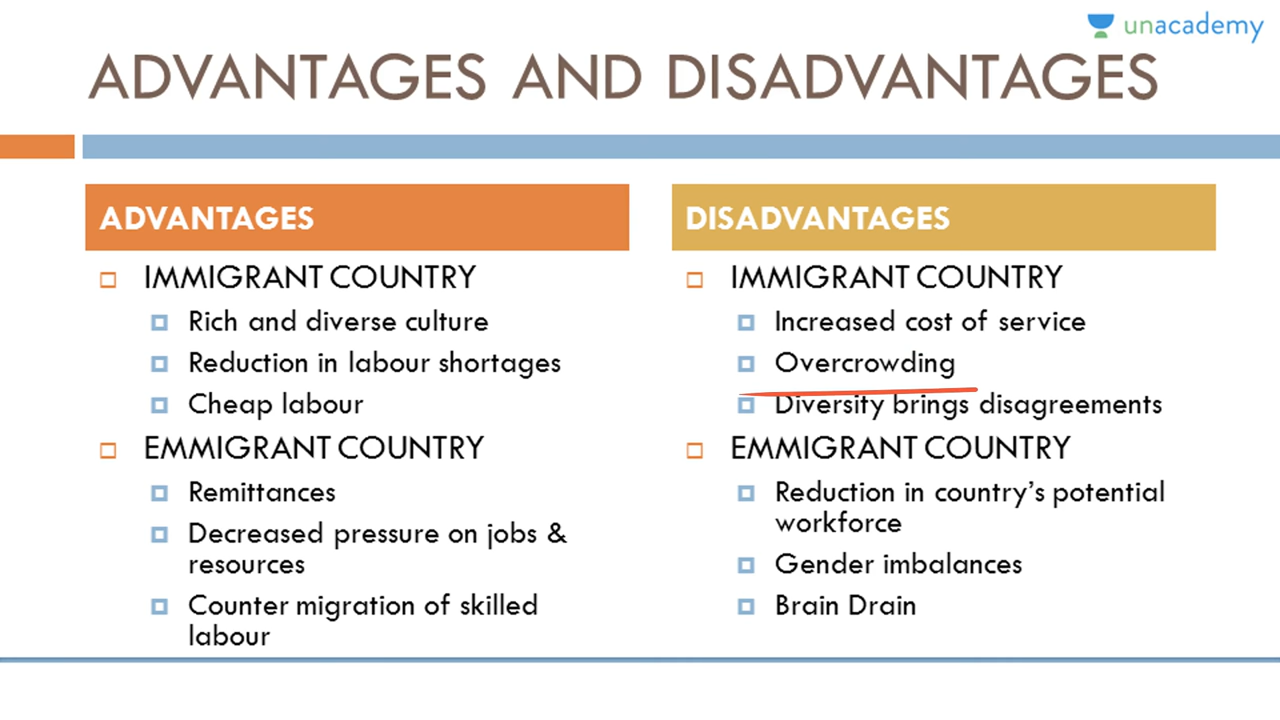 unacademy
ADVANTAGES AND DISADVANTAGES
ADVANTAGES
IMMIGRANT COUNTRY
Rich and diverse culture
Reduction in labour shortages
Cheap labour
EMMIGRANT COUNTRY
Remittances
Decreased pressure on jobs &
resources
Counter migration of skilled
labour
DISADVANTAGES
IMMIGRANT COUNTRY
Increased cost of service
Overcrowding
Diversity brings disagreements
EMMIGRANT COUNTRY
Reduction in country's potential
workforce
Gender imbalances
Brain Drain